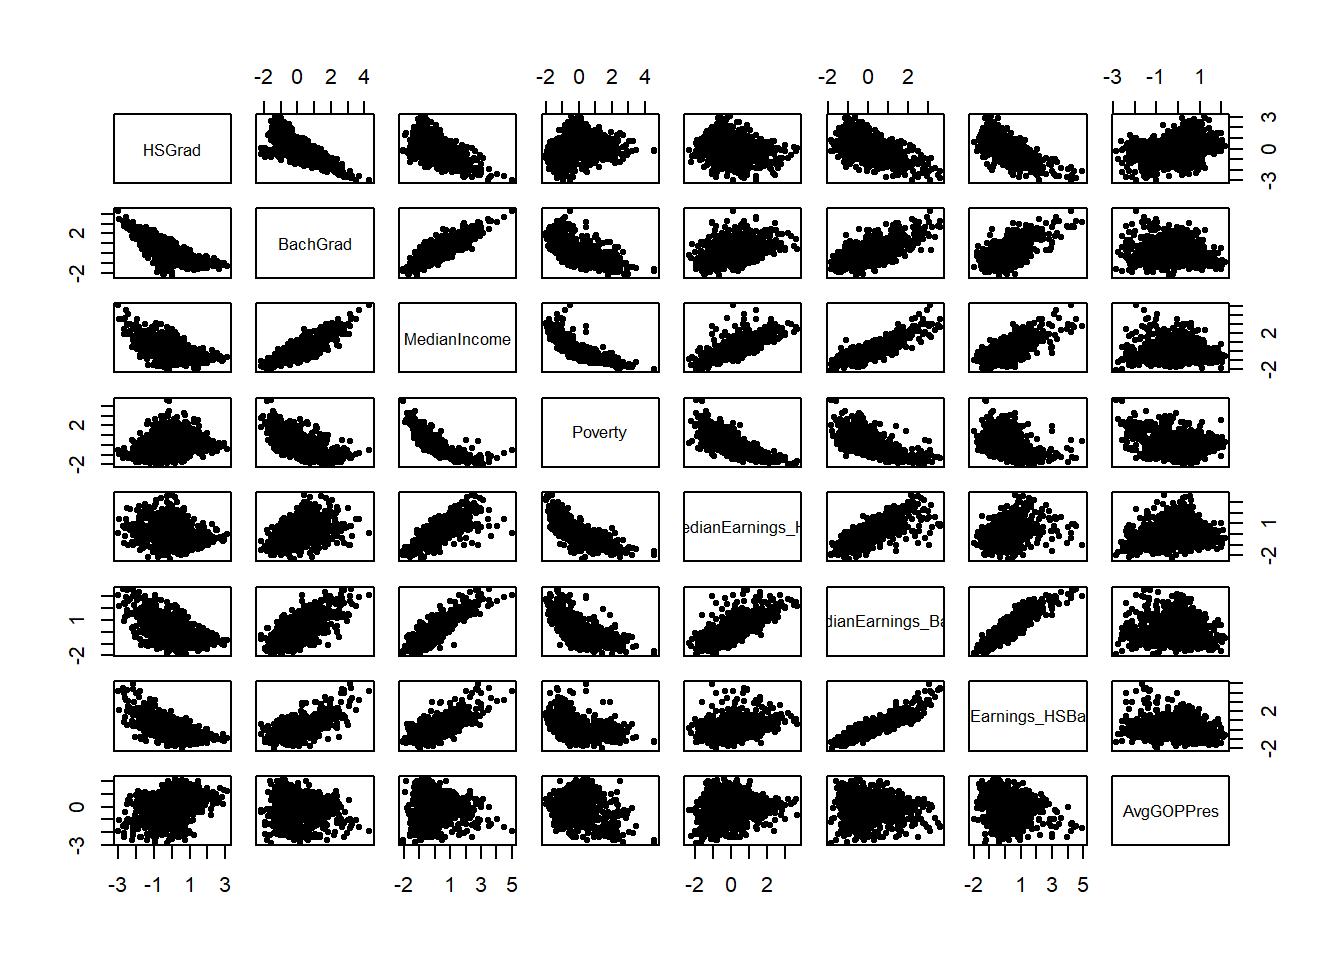 -2 0 2 4 -2 0 2 4 -2 0 2 -3 -1 1
HSGrad 3 0 -3
2 -2 BachGrad
MedianIncome 2 -2
2 -2 Poverty
edianEarnings_H 1 -2
1 -2 dianEarnings_Ba
Earnings_HSBa 2 -2
0 -3 AvgGOPPres
-3 -1 1 3 -2 1 3 5 -2 0 2 -2 1 3 5